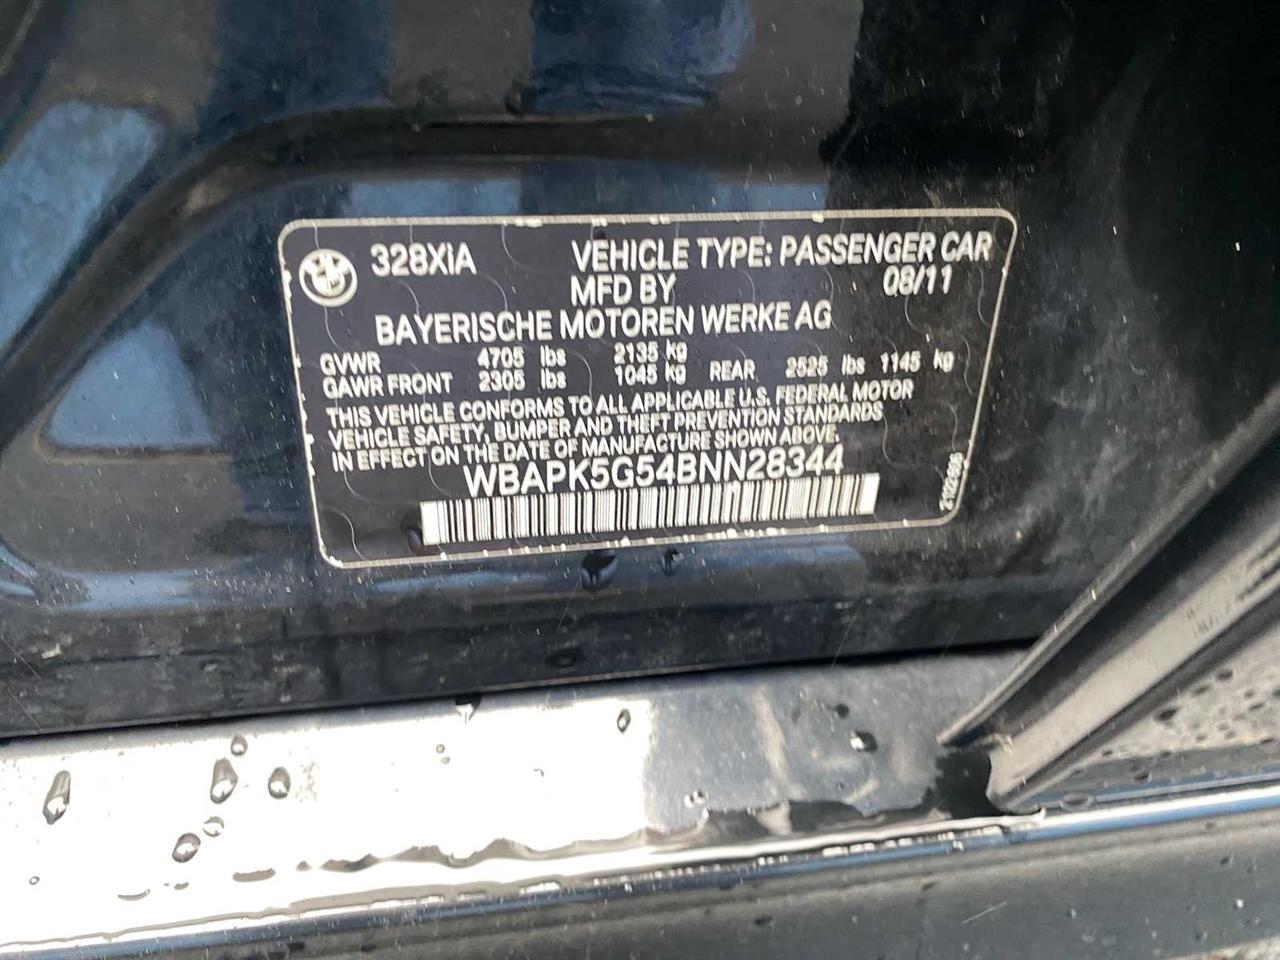 328XIA VEHICLE TYPE: PASSENGER CAR
MFD BY 08/11
BAYERISCHE MOTOREN WERKE AG
GVWR 4705 lbs 2135 kg
GAWR FRONT 2305 lbs 1045 kg REAR 2525 lbs 1145 kg
THIS VEHICLE CONFORMS TO ALL APPLICABLE U.S. FEDERAL MOTOR
VEHICLE SAFETY, BUMPER AND THEFT PREVENTION STANDARDS
IN EFFECT ON THE DATE OF MANUFACTURE SHOWN ABOVE.
WBAPK5G54BNN28344